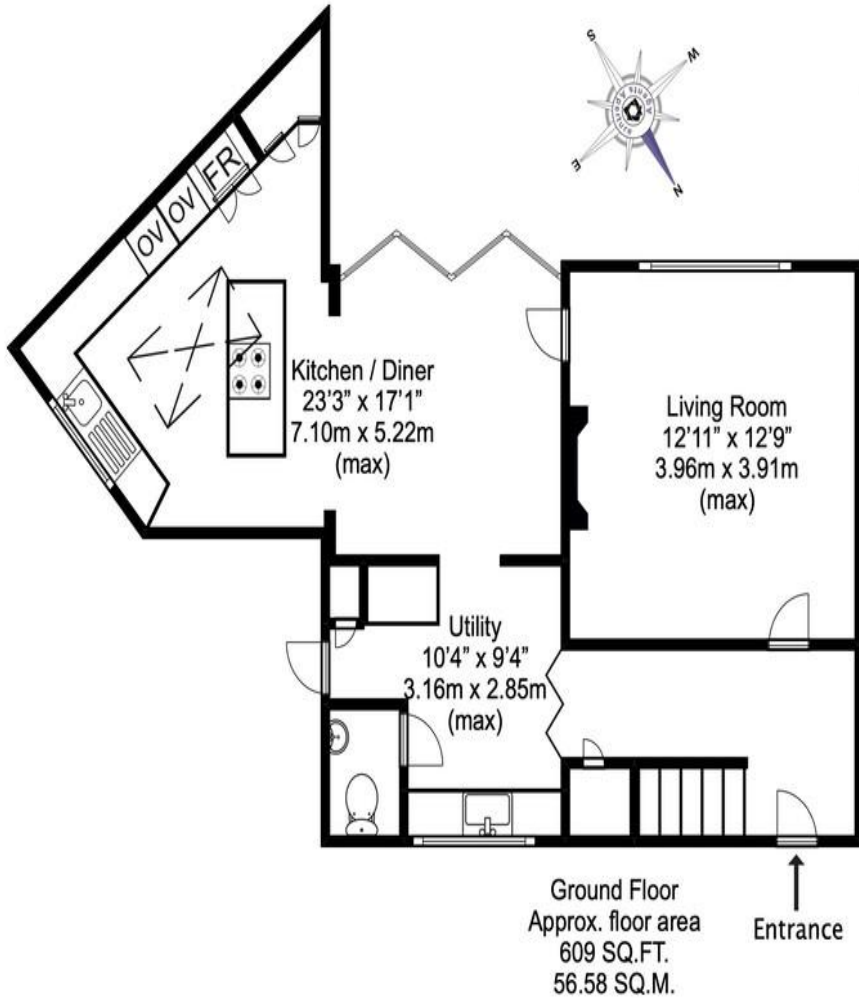 S
W
E
N
FR
OV
OV
Kitchen / Diner
23'3" x 17'1"
7.10m x 5.22m
(max)
Living Room
12'11" x 12'9"
3.96m x 3.91m
(max)
Utility
10'4" x 9'4"
3.16m x 2.85m
(max)
Ground Floor
Approx. floor area
609 SQ.FT.
56.58 SQ.M.
Entrance